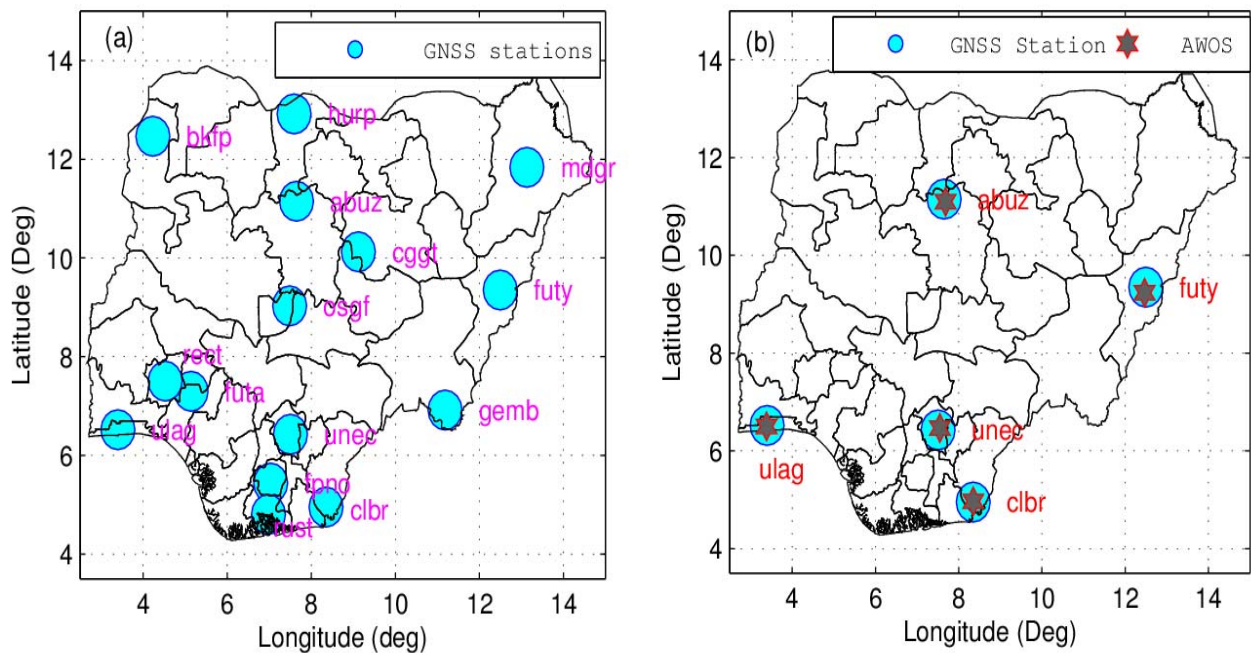 (a)
GNSS stations
14
12
10
8
6
4
4
6
8
10
12
14
Latitude (Deg)
Longitude (deg)
hurp
bkfp
mdgr
abuz
cggt
futy
osgf
rect
futa
gemb
ulag
unec
fpno
clbr
rust
(b)
GNSS Station
AWOS
14
12
10
8
6
4
4
6
8
10
12
14
Latitude (Deg)
Longitude (Deg)
abuz
futy
unec
ulag
clbr